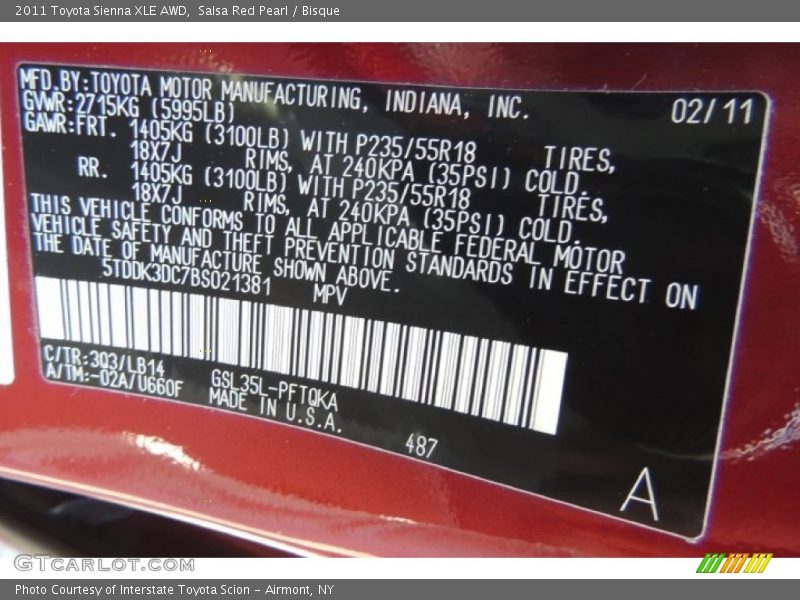 2011 Toyota Sienna XLE AWD,  Salsa Red Pearl / Bisque
MFD.BY:TOYOTA MOTOR MANUFACTURING, INDIANA, INC. 02/11
GVWR:2715KG (5995LB)
GAWR:FRT. 1405KG (3100LB) WITH P235/55R18 TIRES,
18X7J RIMS, AT 240KPA (35PSI) COLD.
RR. 1405KG (3100LB) WITH P235/55R18 TIRES,
18X7J RIMS, AT 240KPA (35PSI) COLD.
THIS VEHICLE CONFORMS TO ALL APPLICABLE FEDERAL MOTOR
VEHICLE SAFETY AND THEFT PREVENTION STANDARDS IN EFFECT ON
THE DATE OF MANUFACTURE SHOWN ABOVE.
5TDDK3DC7BS021381 MPV
C/TR:3Q3/LB14
A/TM:-02A/U660F
GSL35L-PFTQKA
MADE IN U.S.A.
487
A
GTCARLOT.COM
Photo Courtesy of Interstate Toyota Scion - Airmont, NY